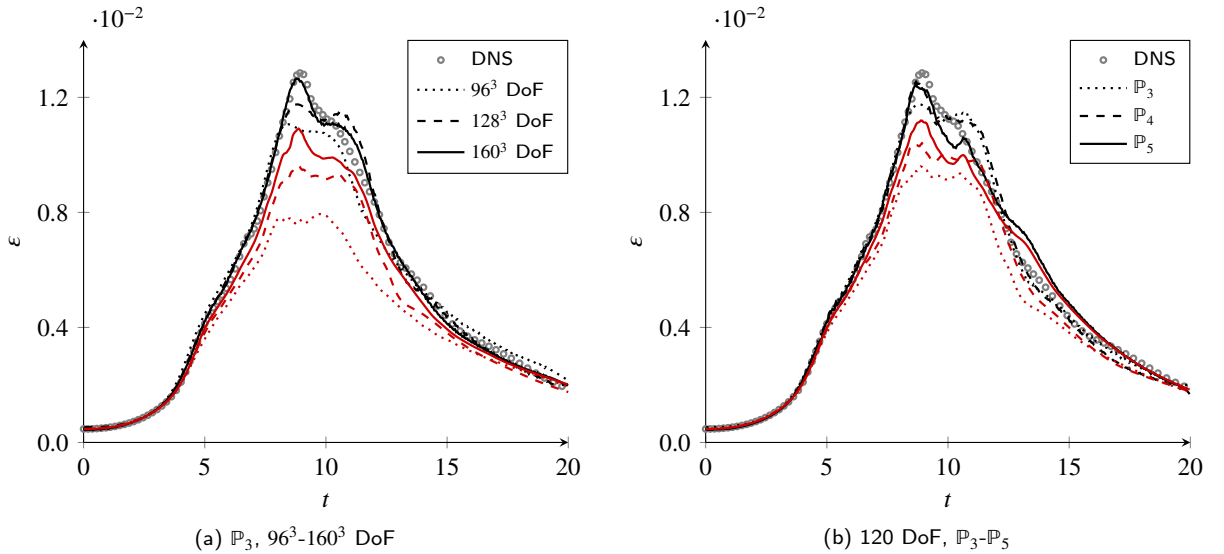 ·10⁻²
1.2
0.8
0.4
0.0
ε
0
5
10
15
20
t
DNS
96³ DoF
128³ DoF
160³ DoF
(a) ℙ₃, 96³-160³ DoF
·10⁻²
1.2
0.8
0.4
0.0
ε
0
5
10
15
20
t
DNS
ℙ₃
ℙ₄
ℙ₅
(b) 120 DoF, ℙ₃-ℙ₅